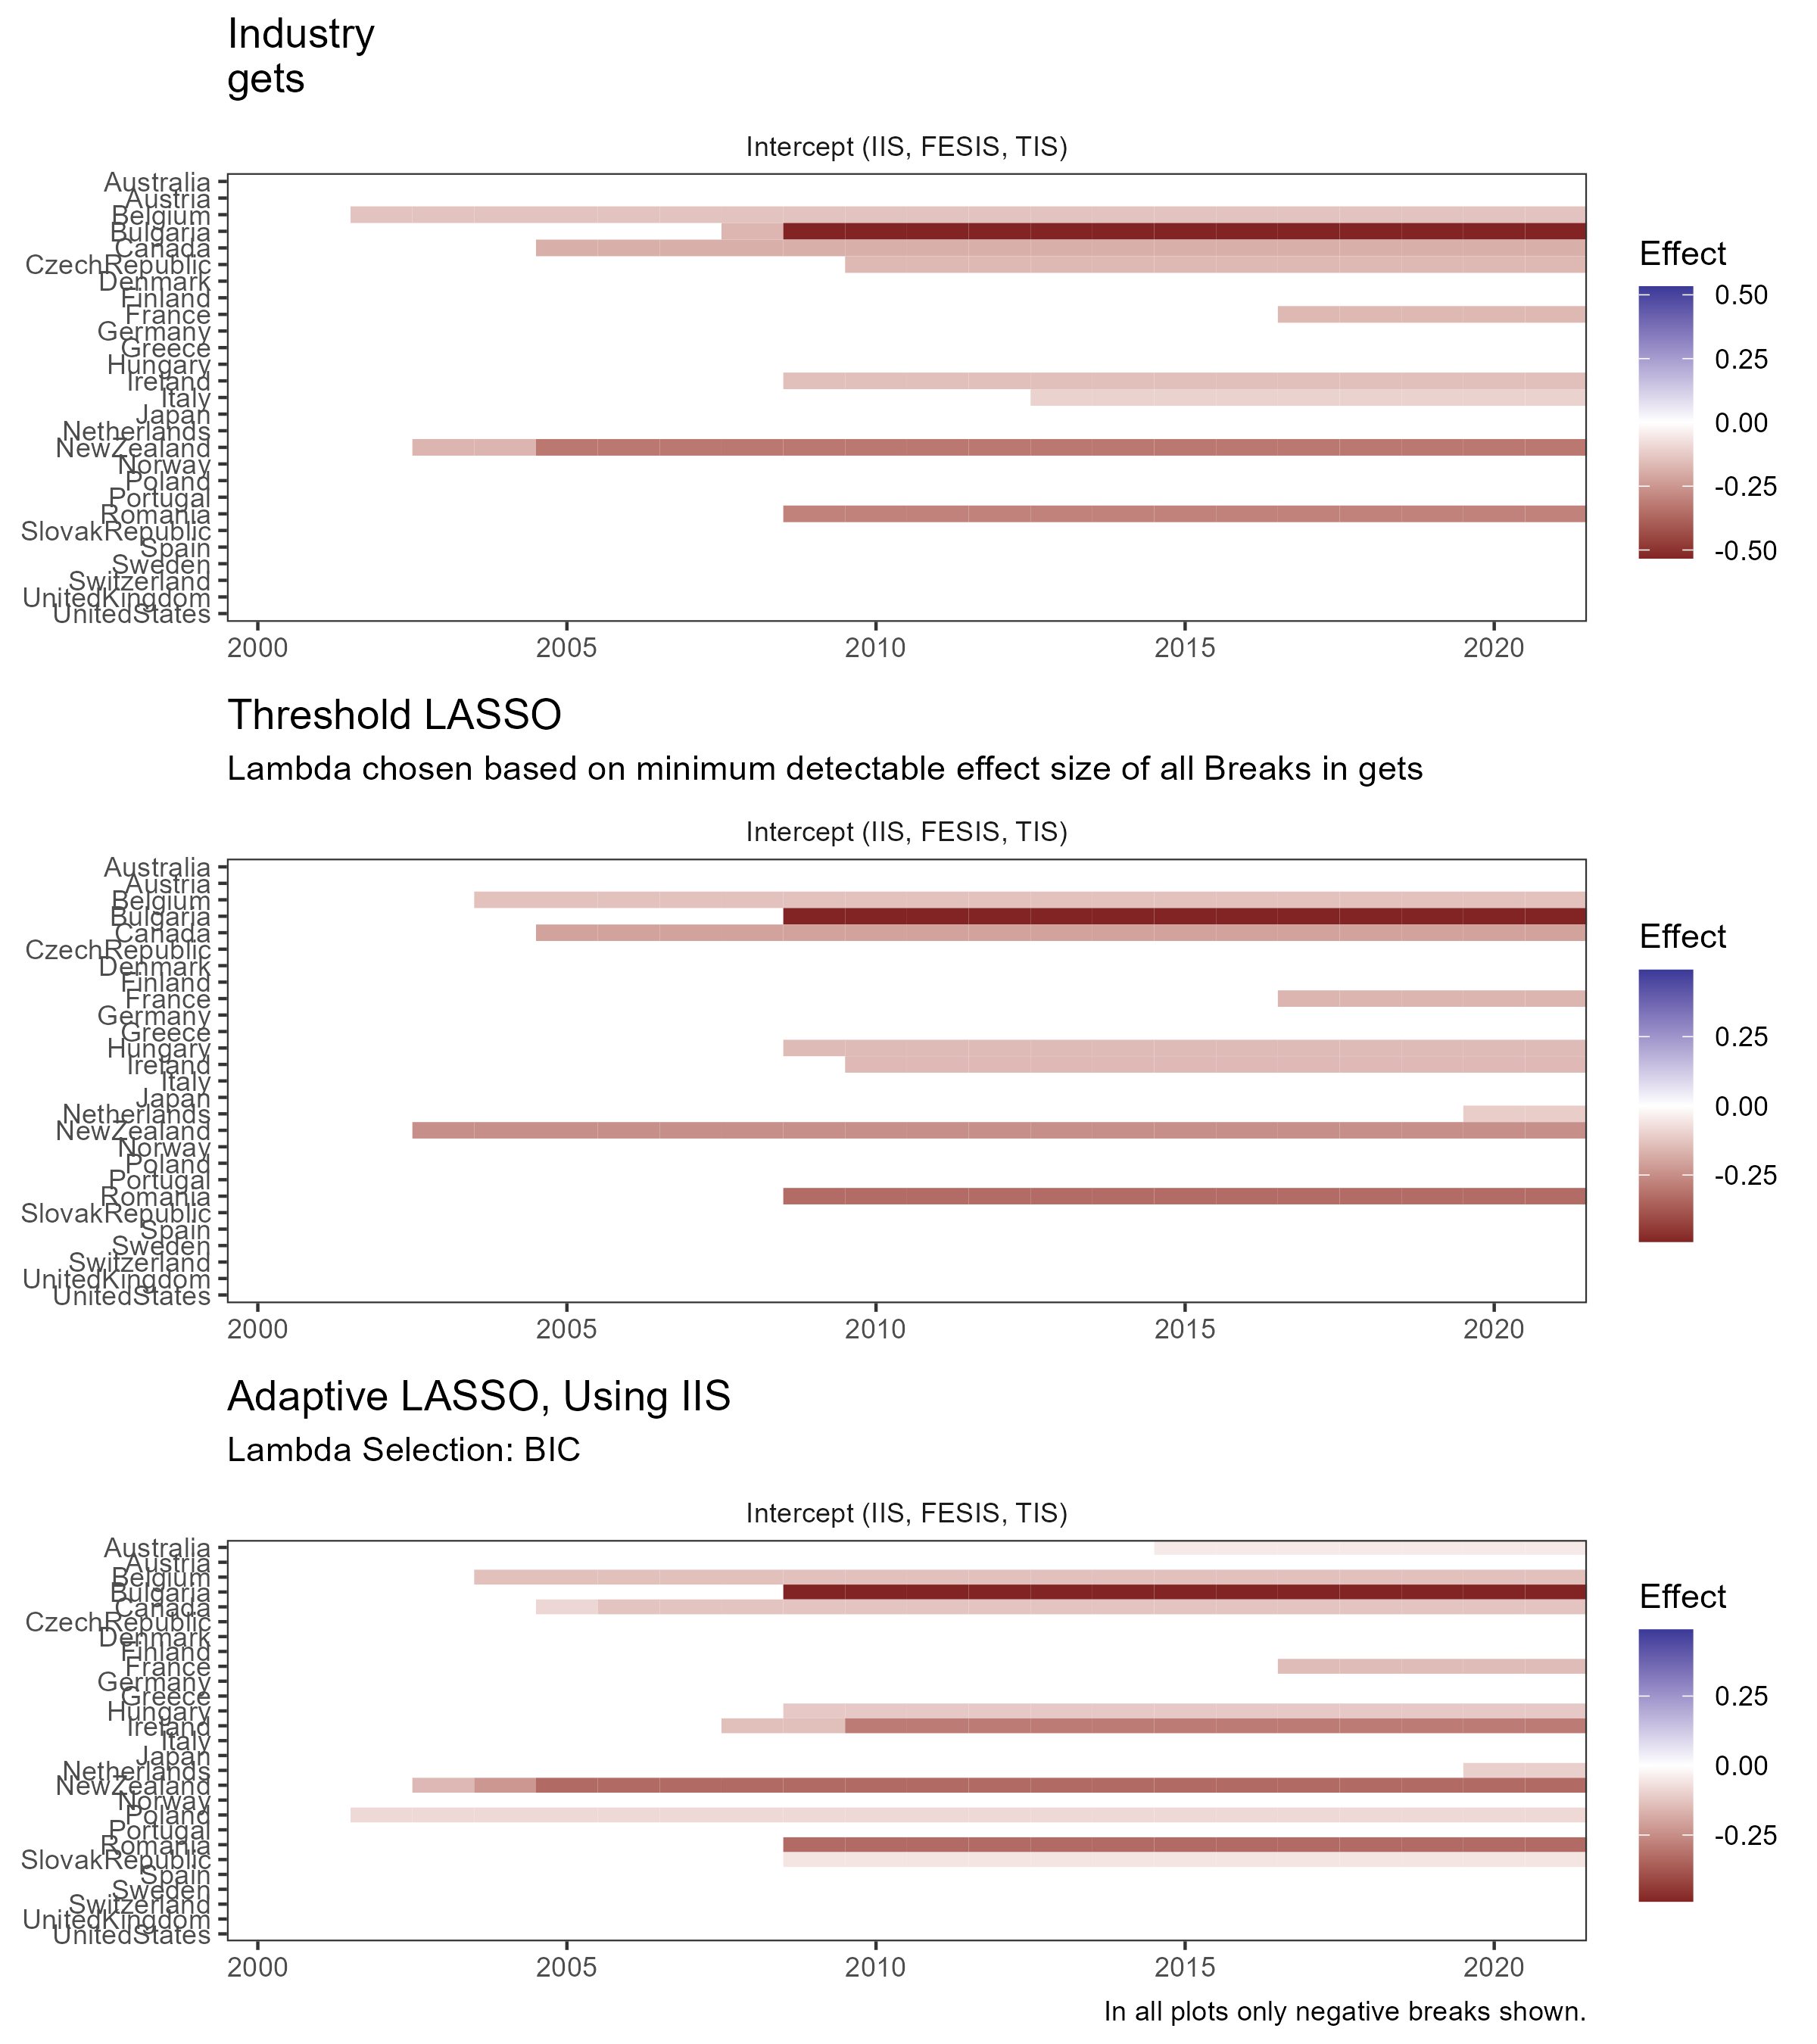 Industry
gets
Intercept (IIS, FESIS, TIS)
Australia
Austria
Belgium
Bulgaria
Canada
CzechRepublic
Denmark
Finland
France
Germany
Greece
Hungary
Ireland
Italy
Japan
Netherlands
NewZealand
Norway
Poland
Portugal
Romania
SlovakRepublic
Spain
Sweden
Switzerland
UnitedKingdom
UnitedStates
2000 2005 2010 2015 2020
Effect
0.50
0.25
0.00
-0.25
-0.50
Threshold LASSO
Lambda chosen based on minimum detectable effect size of all Breaks in gets
Intercept (IIS, FESIS, TIS)
Australia
Austria
Belgium
Bulgaria
Canada
CzechRepublic
Denmark
Finland
France
Germany
Greece
Hungary
Ireland
Italy
Japan
Netherlands
NewZealand
Norway
Poland
Portugal
Romania
SlovakRepublic
Spain
Sweden
Switzerland
UnitedKingdom
UnitedStates
2000 2005 2010 2015 2020
Effect
0.25
0.00
-0.25
Adaptive LASSO, Using IIS
Lambda Selection: BIC
Intercept (IIS, FESIS, TIS)
Australia
Austria
Belgium
Bulgaria
Canada
CzechRepublic
Denmark
Finland
France
Germany
Greece
Hungary
Ireland
Italy
Japan
Netherlands
NewZealand
Norway
Poland
Portugal
Romania
SlovakRepublic
Spain
Sweden
Switzerland
UnitedKingdom
UnitedStates
2000 2005 2010 2015 2020
Effect
0.25
0.00
-0.25
In all plots only negative breaks shown.